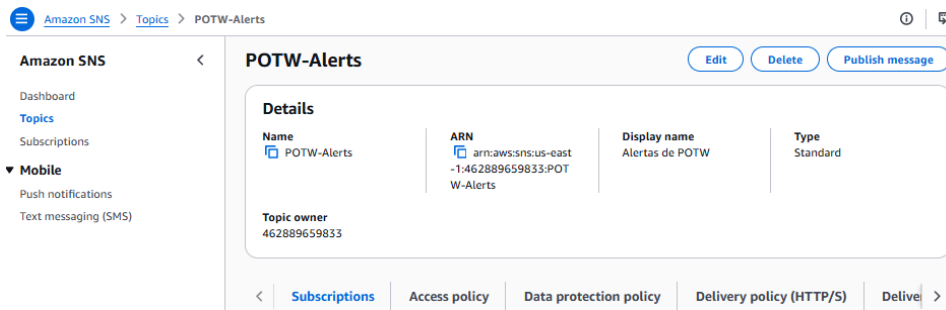 Amazon SNS > Topics > POTW-Alerts
Amazon SNS
Dashboard
Topics
Subscriptions
Mobile
Push notifications
Text messaging (SMS)
POTW-Alerts
Edit Delete Publish message
Details
Name
POTW-Alerts
ARN
arn:aws:sns:us-east
-1:462889659833:POT
W-Alerts
Display name
Alertas de POTW
Type
Standard
Topic owner
462889659833
Subscriptions Access policy Data protection policy Delivery policy (HTTP/S)